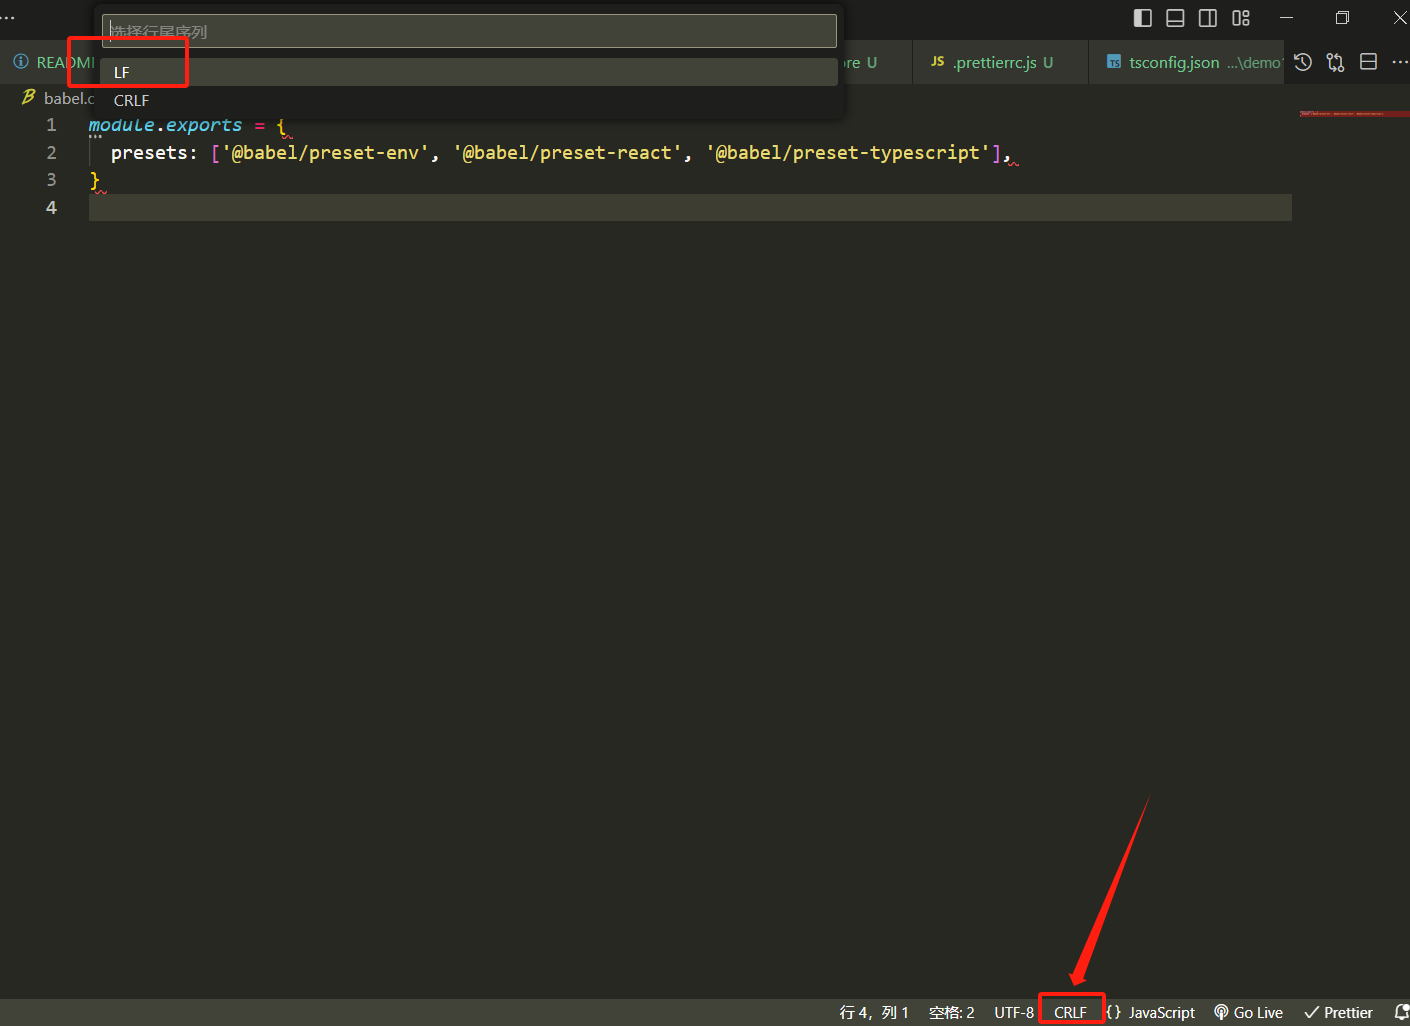 选择行尾序列
LF
CRLF
README
ore U
JS .prettierrc.js U
TS tsconfig.json ...\demo
babel.c
1 module.exports = {
2 presets: ['@babel/preset-env', '@babel/preset-react', '@babel/preset-typescript'],
3 }
4
行 4，列 1 空格: 2 UTF-8 CRLF {} JavaScript Go Live Prettier